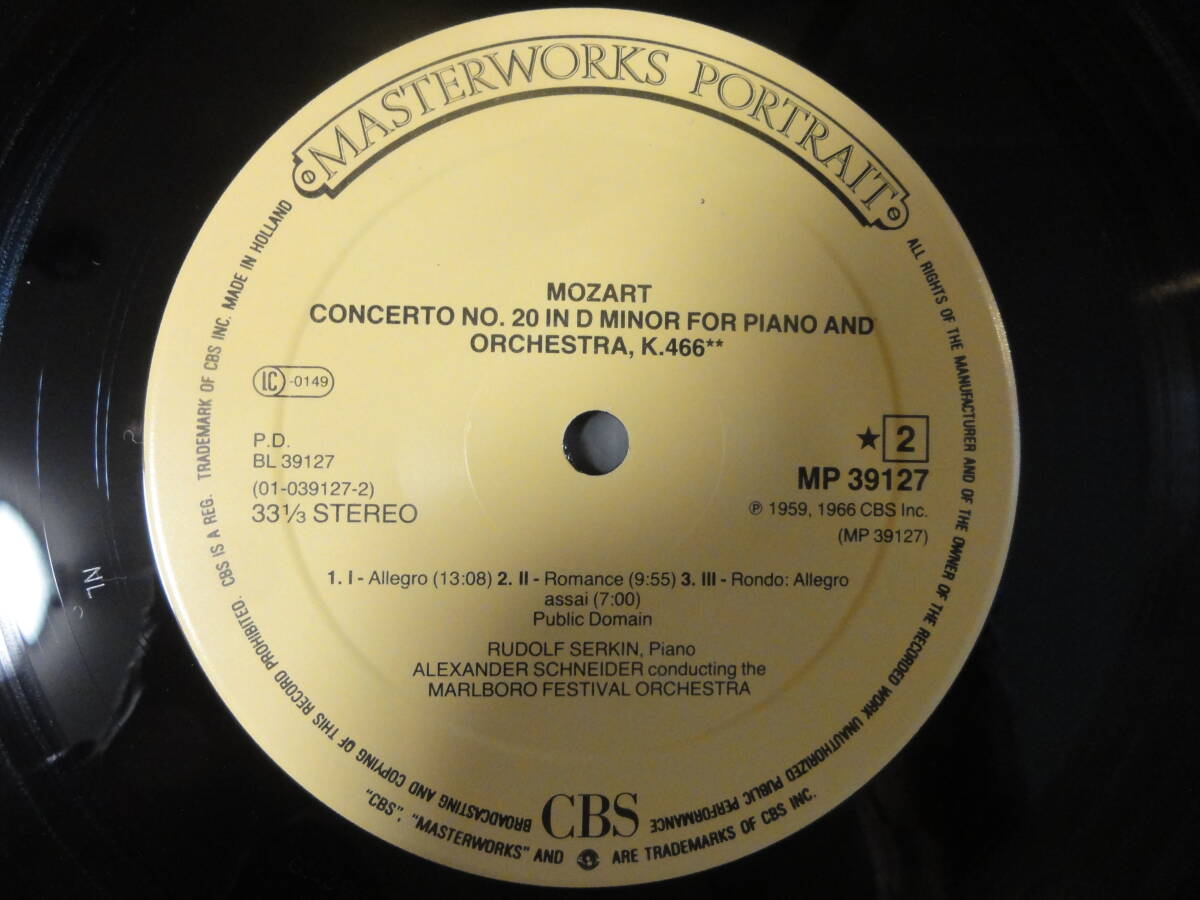 MASTERWORKS PORTRAIT
MOZART
CONCERTO NO. 20 IN D MINOR FOR PIANO AND
ORCHESTRA, K.466**
LC-0149
P.D.
BL 39127
(01-039127-2)
33⅓ STEREO
★2
MP 39127
℗ 1959, 1966 CBS Inc.
(MP 39127)
1. I - Allegro (13:08) 2. II - Romance (9:55) 3. III - Rondo: Allegro
assai (7:00)
Public Domain
RUDOLF SERKIN, Piano
ALEXANDER SCHNEIDER conducting the
MARLBORO FESTIVAL ORCHESTRA
CBS
ALL RIGHTS OF THE MANUFACTURER AND OF THE OWNER OF THE RECORDED WORK UNAUTHORIZED PUBLIC PERFORMANCE
BROADCASTING AND COPYING OF THIS RECORD PROHIBITED. CBS IS A REG. TRADEMARK OF CBS INC. MADE IN HOLLAND
"CBS", "MASTERWORKS" AND ARE TRADEMARKS OF CBS INC.
NL